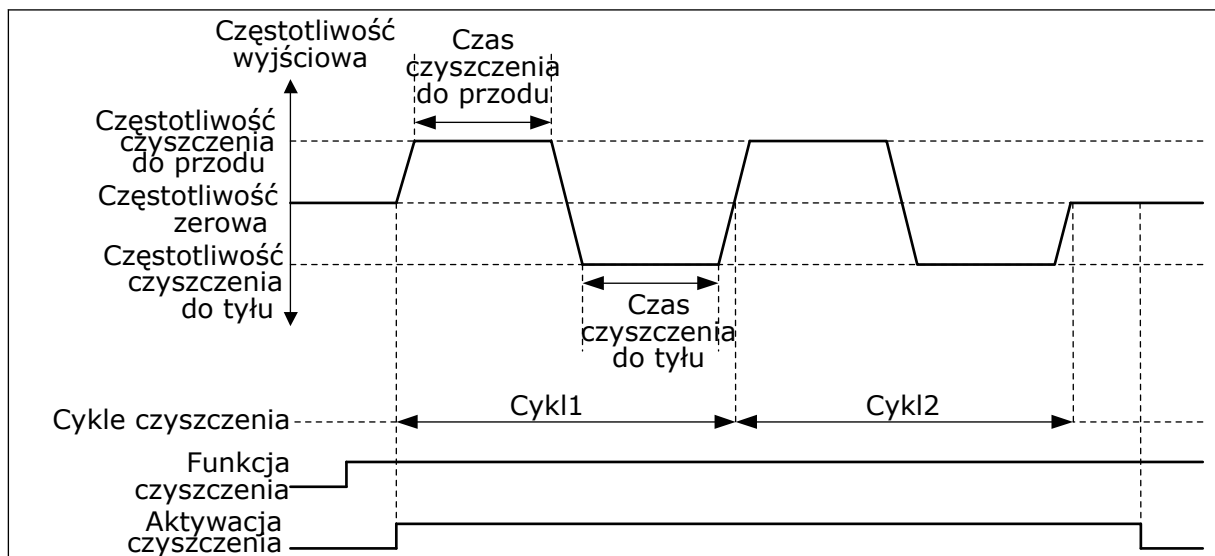 Częstotliwość
wyjściowa
Czas
czyszczenia
do przodu
Częstotliwość
czyszczenia
do przodu
Częstotliwość
zerowa
Częstotliwość
czyszczenia
do tyłu
Czas
czyszczenia
do tyłu
Cykle czyszczenia
Cykl1
Cykl2
Funkcja
czyszczenia
Aktywacja
czyszczenia